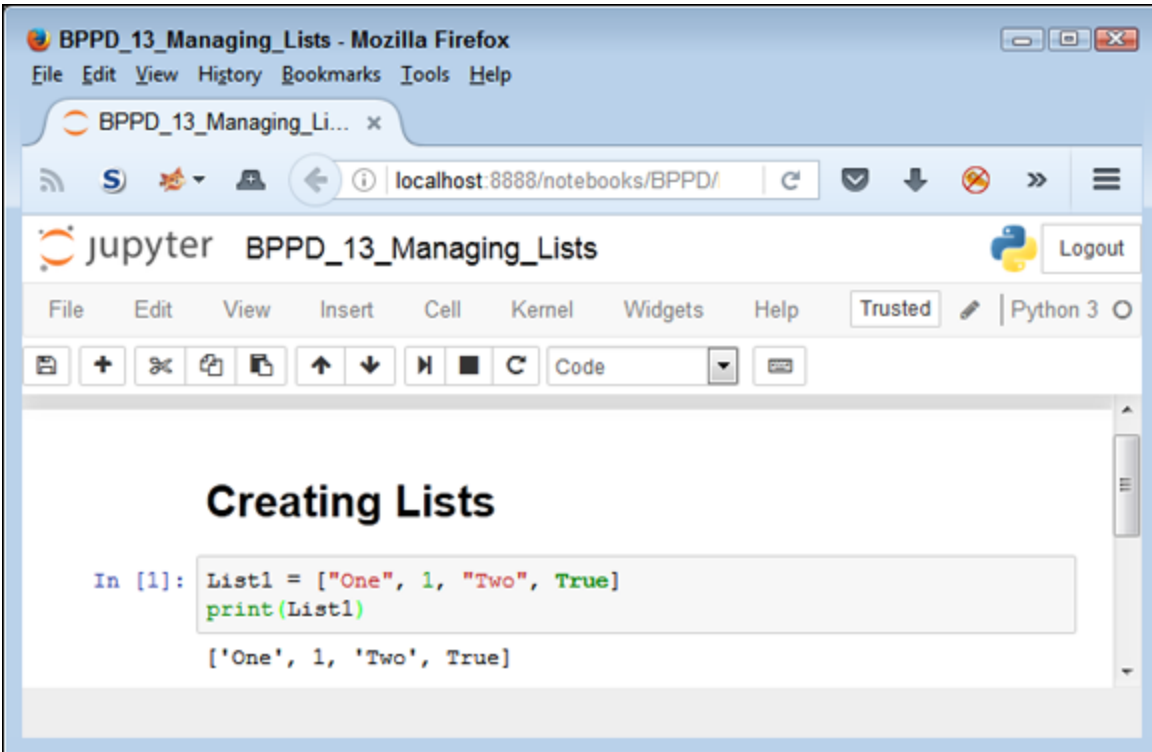 BPPD_13_Managing_Lists - Mozilla Firefox
File Edit View History Bookmarks Tools Help
BPPD_13_Managing_Li... ×
S localhost:8888/notebooks/BPPD/ »
jupyter BPPD_13_Managing_Lists Logout
File Edit View Insert Cell Kernel Widgets Help Trusted Python 3
Code
Creating Lists
In [1]: List1 = ["One", 1, "Two", True]
print(List1)
['One', 1, 'Two', True]